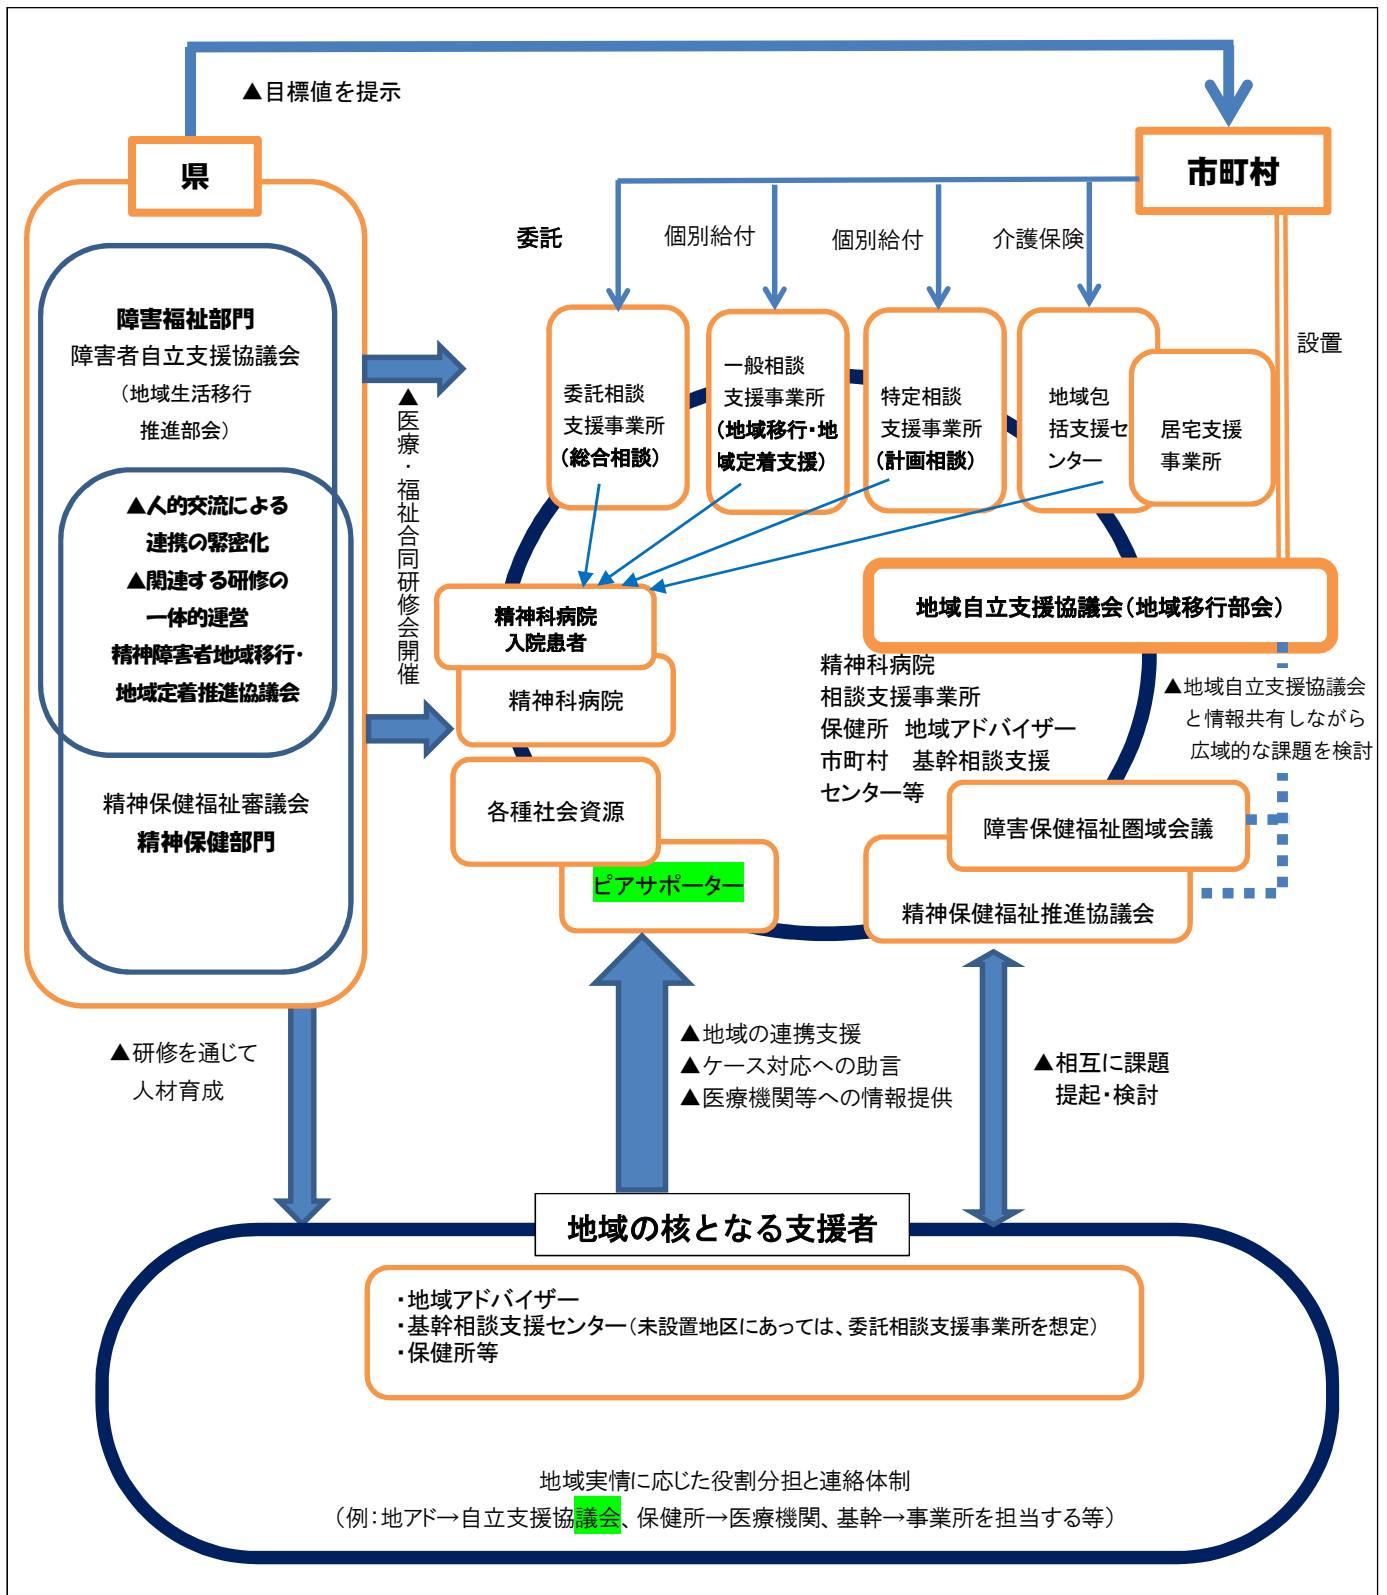 ▲目標値を提示
県
市町村
委託
個別給付
個別給付
介護保険
設置
障害福祉部門
障害者自立支援協議会
（地域生活移行
推進部会）
▲人的交流による
連携の緊密化
▲関連する研修の
一体的運営
精神障害者地域移行・
地域定着推進協議会
精神保健福祉審議会
精神保健部門
▲医療・福祉合同研修会開催
委託相談
支援事業所
（総合相談）
一般相談
支援事業所
（地域移行・地
域定着支援）
特定相談
支援事業所
（計画相談）
地域包
括支援セ
ンター
居宅支援
事業所
精神科病院
入院患者
精神科病院
各種社会資源
ピアサポーター
地域自立支援協議会（地域移行部会）
精神科病院
相談支援事業所
保健所　地域アドバイザー
市町村　基幹相談支援
センター等
▲地域自立支援協議会
と情報共有しながら
広域的な課題を検討
障害保健福祉圏域会議
精神保健福祉推進協議会
▲研修を通じて
人材育成
▲地域の連携支援
▲ケース対応への助言
▲医療機関等への情報提供
▲相互に課題
提起・検討
地域の核となる支援者
・地域アドバイザー
・基幹相談支援センター（未設置地区にあっては、委託相談支援事業所を想定）
・保健所等
地域実情に応じた役割分担と連絡体制
（例：地アド→自立支援協議会、保健所→医療機関、基幹→事業所を担当する等）